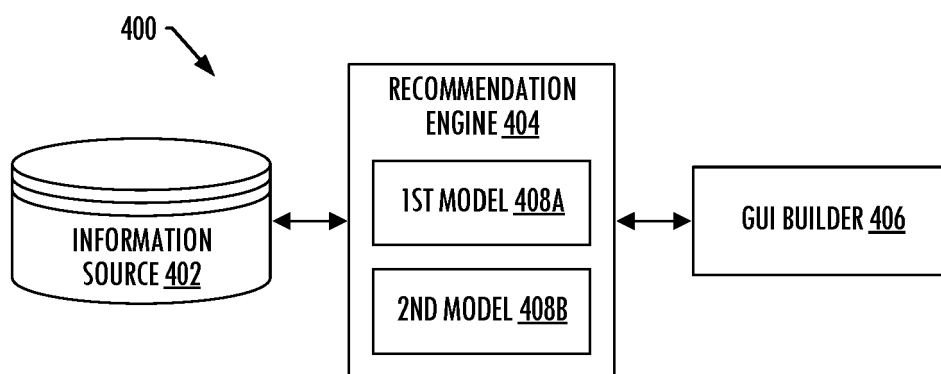 400
RECOMMENDATION
ENGINE 404
1ST MODEL 408A
2ND MODEL 408B
INFORMATION
SOURCE 402
GUI BUILDER 406